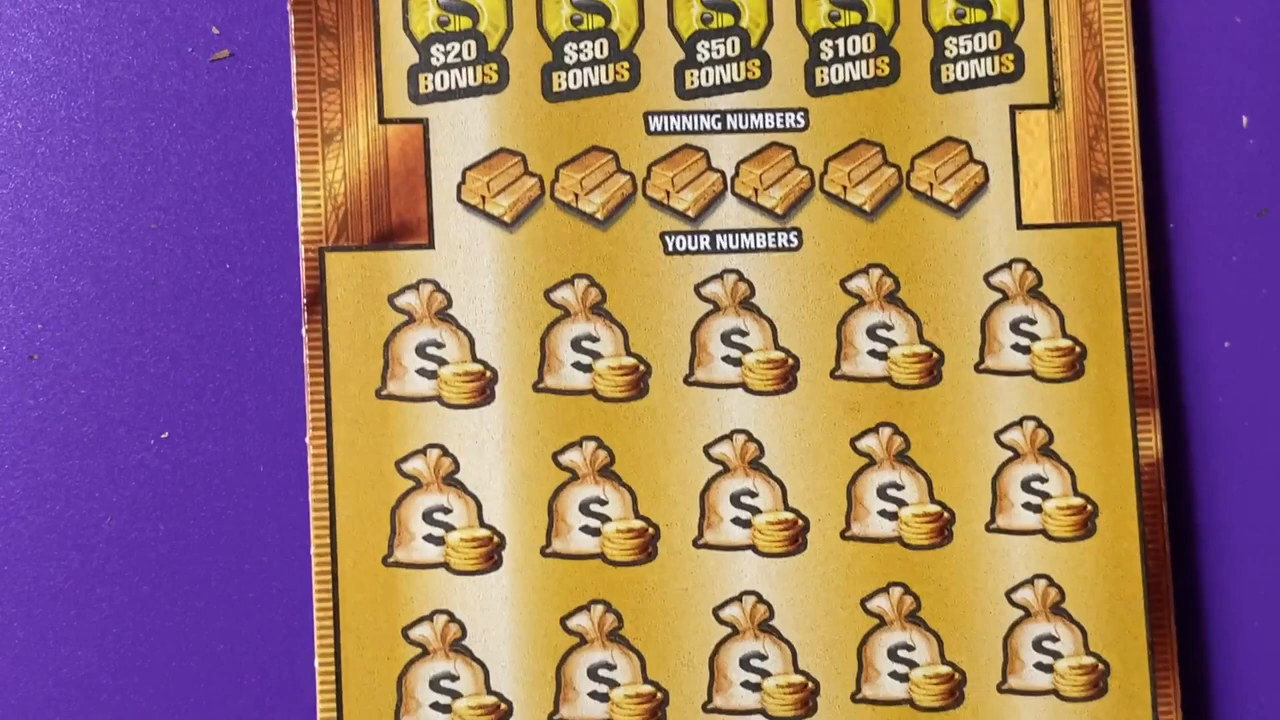 $20 BONUS $30 BONUS $50 BONUS $100 BONUS $500 BONUS
WINNING NUMBERS
YOUR NUMBERS
$ $ $ $ $
$ $ $ $ $
$ $ $ $ $